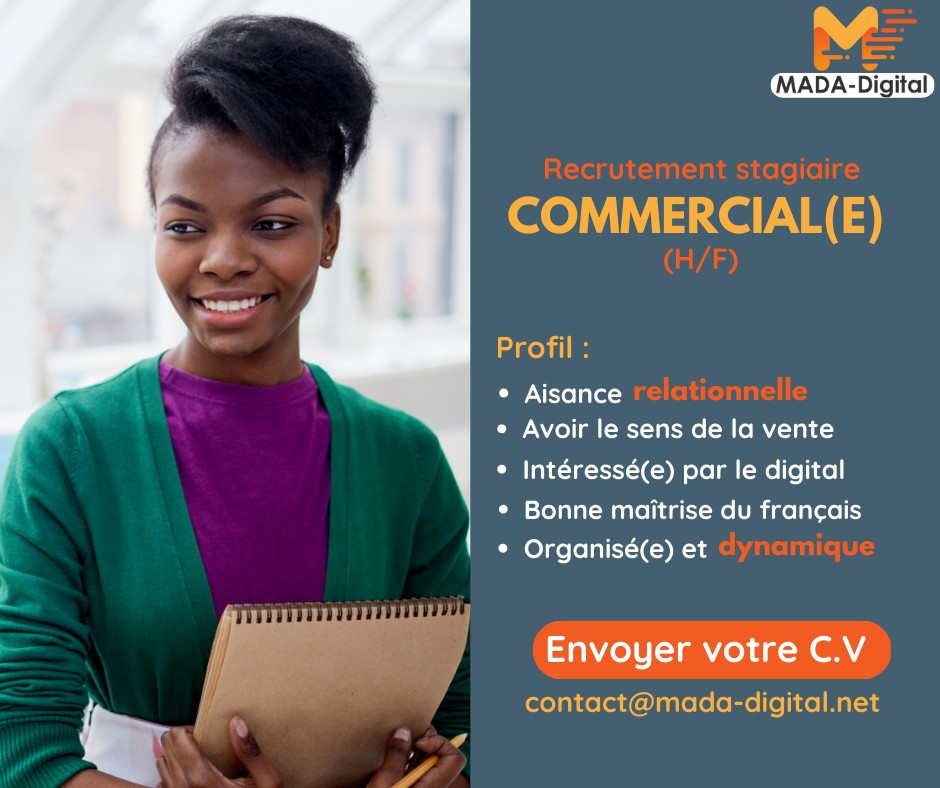 MADA-Digital
Recrutement stagiaire
COMMERCIAL(E)
(H/F)
Profil :
• Aisance relationnelle
• Avoir le sens de la vente
• Intéressé(e) par le digital
• Bonne maîtrise du français
• Organisé(e) et dynamique
Envoyer votre C.V
contact@mada-digital.net